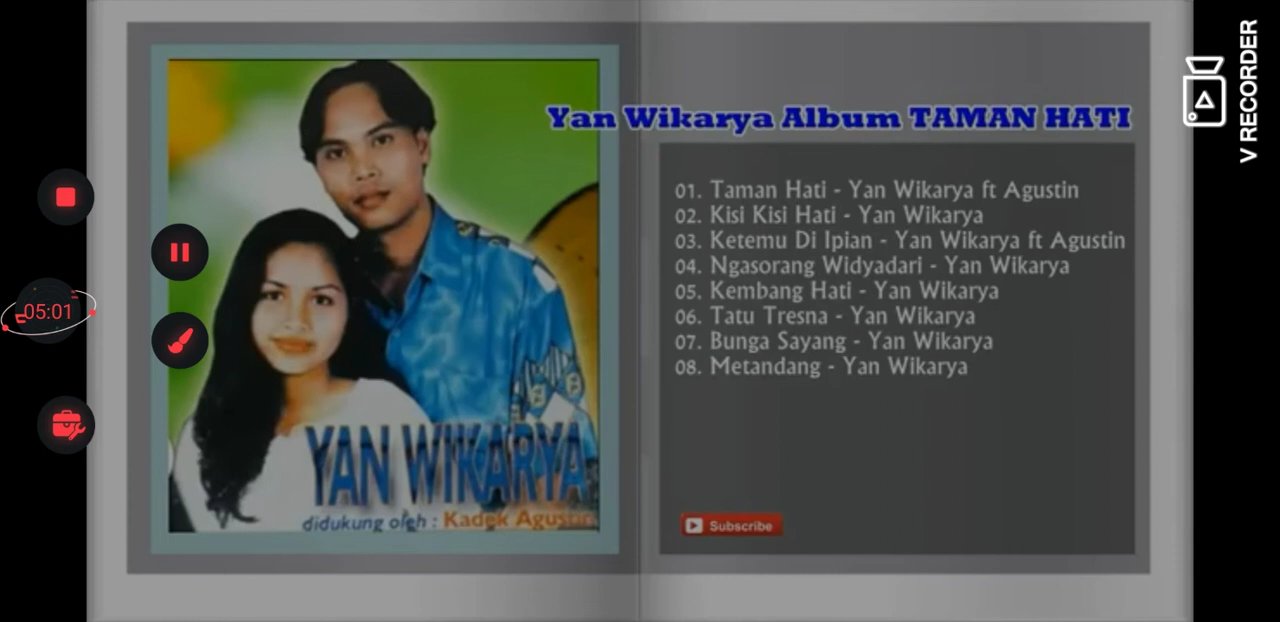 Yan Wikarya Album TAMAN HATI
01. Taman Hati - Yan Wikarya ft Agustin
02. Kisi Kisi Hati - Yan Wikarya
03. Ketemu Di Ipian - Yan Wikarya ft Agustin
04. Ngasorang Widyadari - Yan Wikarya
05. Kembang Hati - Yan Wikarya
06. Tatu Tresna - Yan Wikarya
07. Bunga Sayang - Yan Wikarya
08. Metandang - Yan Wikarya
YAN WIKARYA
didukung oleh : Kadek Agustin
Subscribe
05:01
V RECORDER